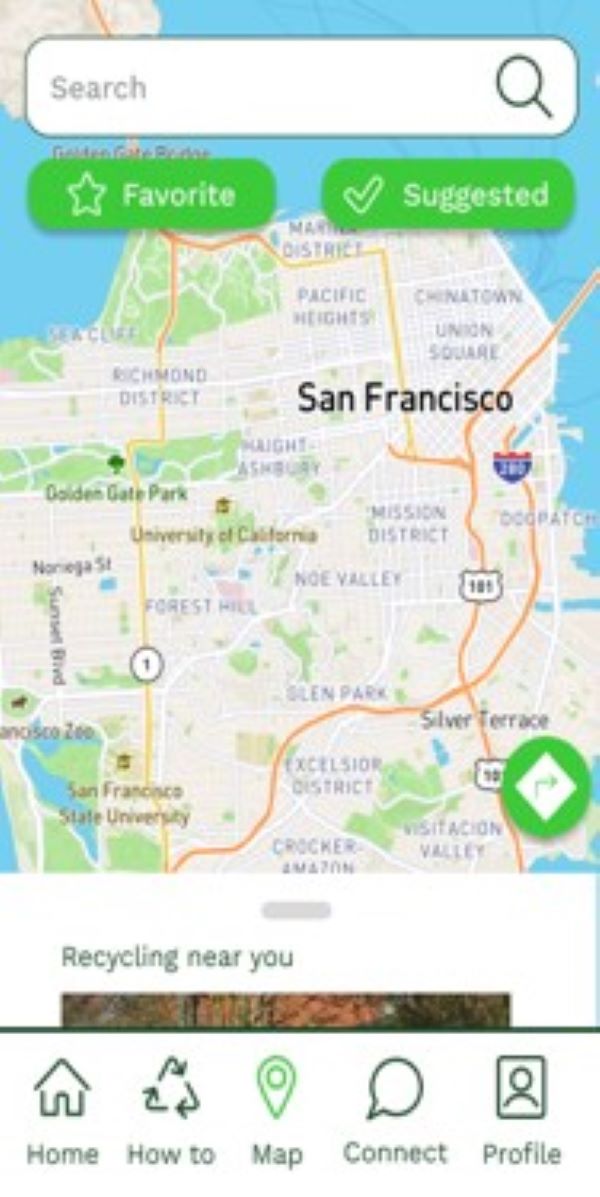 Search
Golden Gate Bridge
Favorite
Suggested
MARINA
DISTRICT
PACIFIC
HEIGHTS
CHINATOWN
UNION
SQUARE
SEA CLIFF
RICHMOND
DISTRICT
San Francisco
HAIGHT-
ASHBURY
280
Golden Gate Park
University of California
MISSION
DISTRICT
DOGPATCH
Noriega St
NOE VALLEY
101
Sunset Blvd
FOREST HILL
1
GLEN PARK
ancisco Zoo
Silver Terrace
San Francisco
State University
EXCELSIOR
DISTRICT
10
VISITACION
VALLEY
CROCKER-
AMAZON
Recycling near you
Home
How to
Map
Connect
Profile